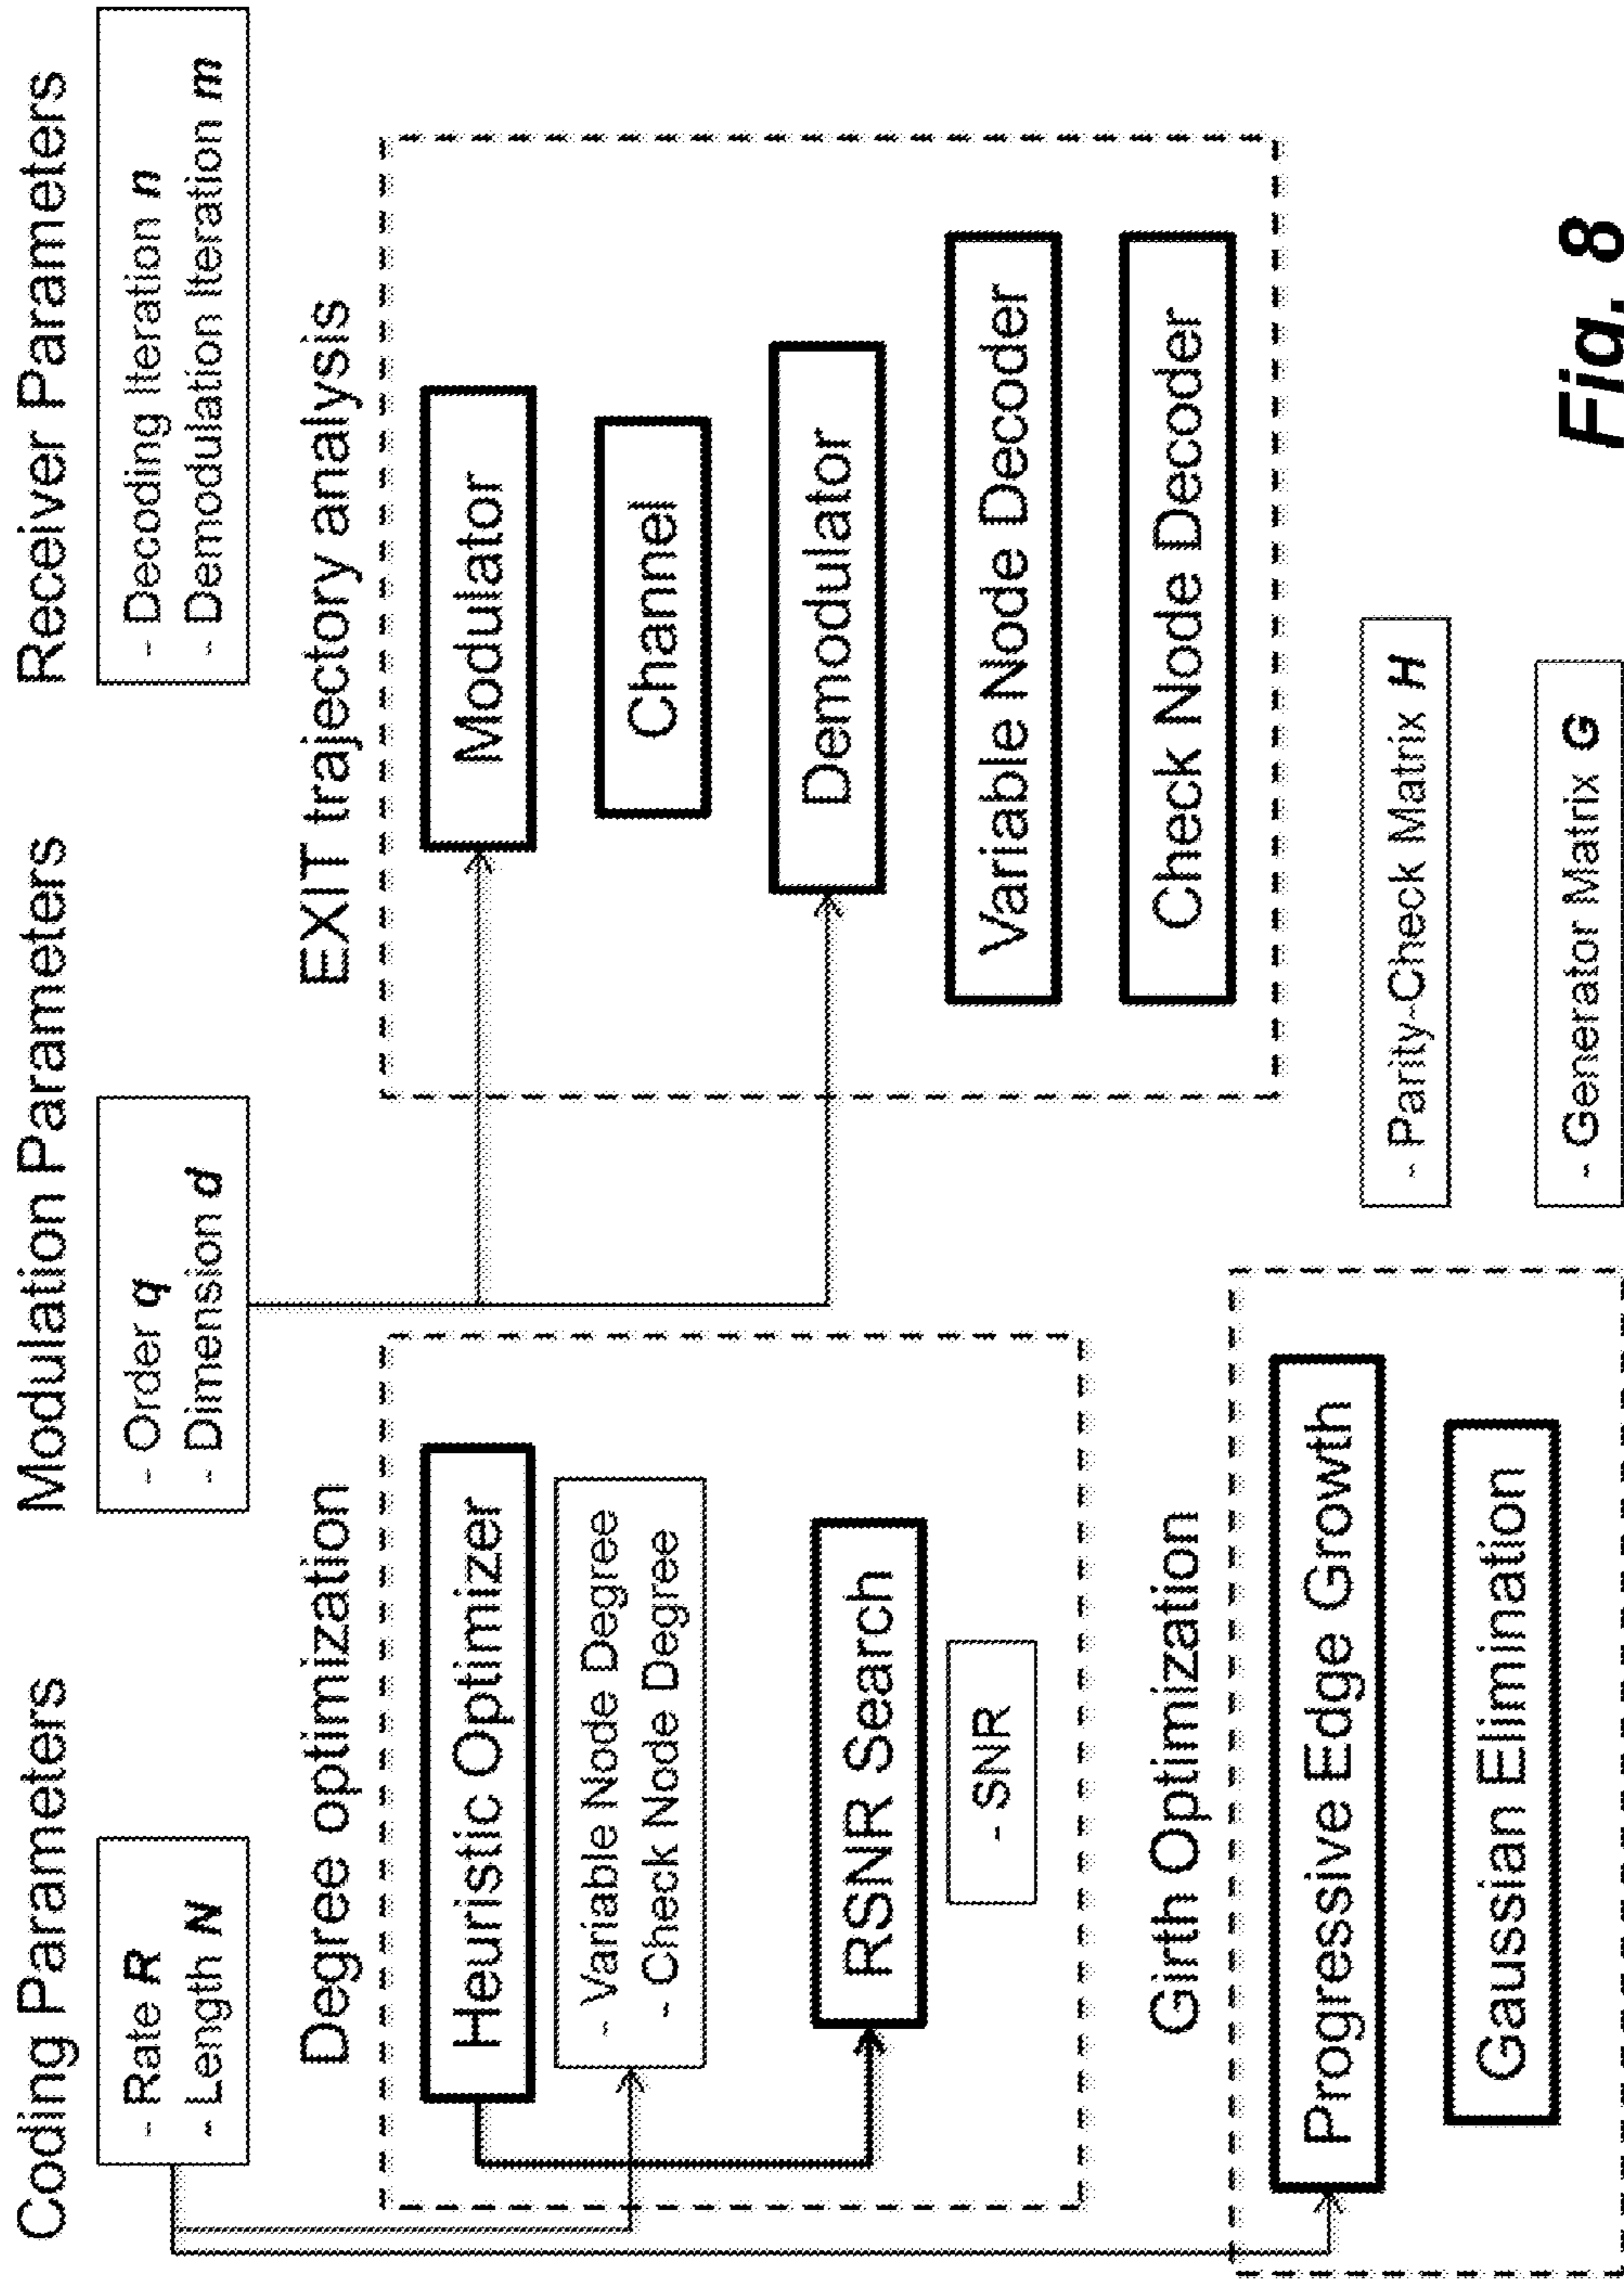 Coding Parameters
- Rate R
- Length N
Modulation Parameters
- Order q
- Dimension d
Receiver Parameters
- Decoding Iteration n
- Demodulation Iteration m
Degree optimization
Heuristic Optimizer
- Variable Node Degree
- Check Node Degree
RSNR Search
- SNR
EXIT trajectory analysis
Modulator
Channel
Demodulator
Variable Node Decoder
Check Node Decoder
Girth Optimization
Progressive Edge Growth
Gaussian Elimination
- Parity-Check Matrix H
- Generator Matrix G
Fig. 8